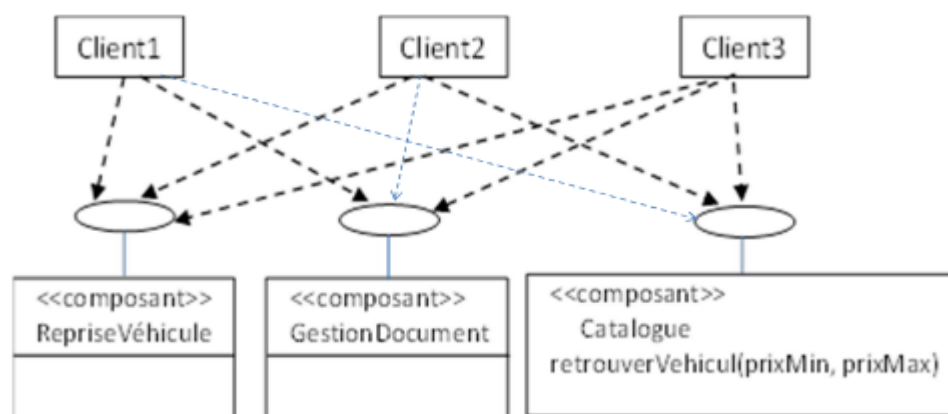 Client1
Client2
Client3
<<composant>>
RepriseVéhicule
<<composant>>
GestionDocument
<<composant>>
Catalogue
retrouverVehicul(prixMin, prixMax)